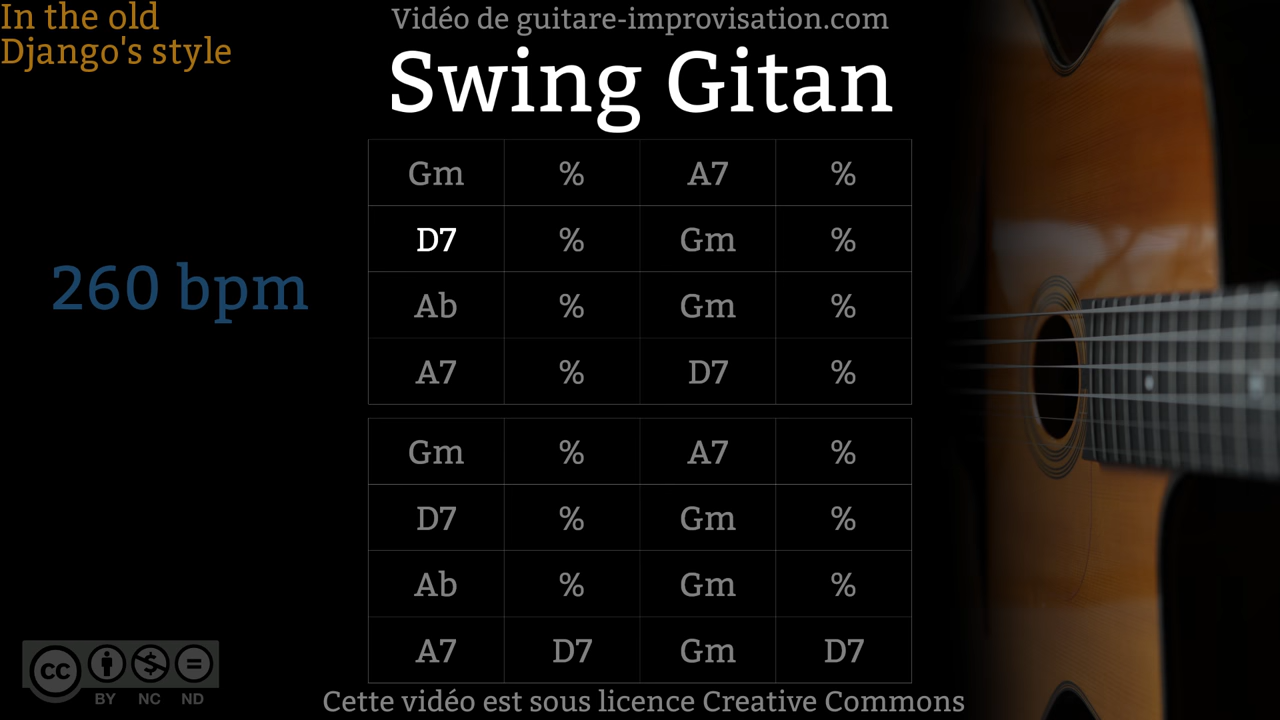 In the old
Django's style
Vidéo de guitare-improvisation.com
Swing Gitan
Gm % A7 %
D7 % Gm %
Ab % Gm %
A7 % D7 %
260 bpm
Gm % A7 %
D7 % Gm %
Ab % Gm %
A7 D7 Gm D7
cc
BY NC ND
Cette vidéo est sous licence Creative Commons